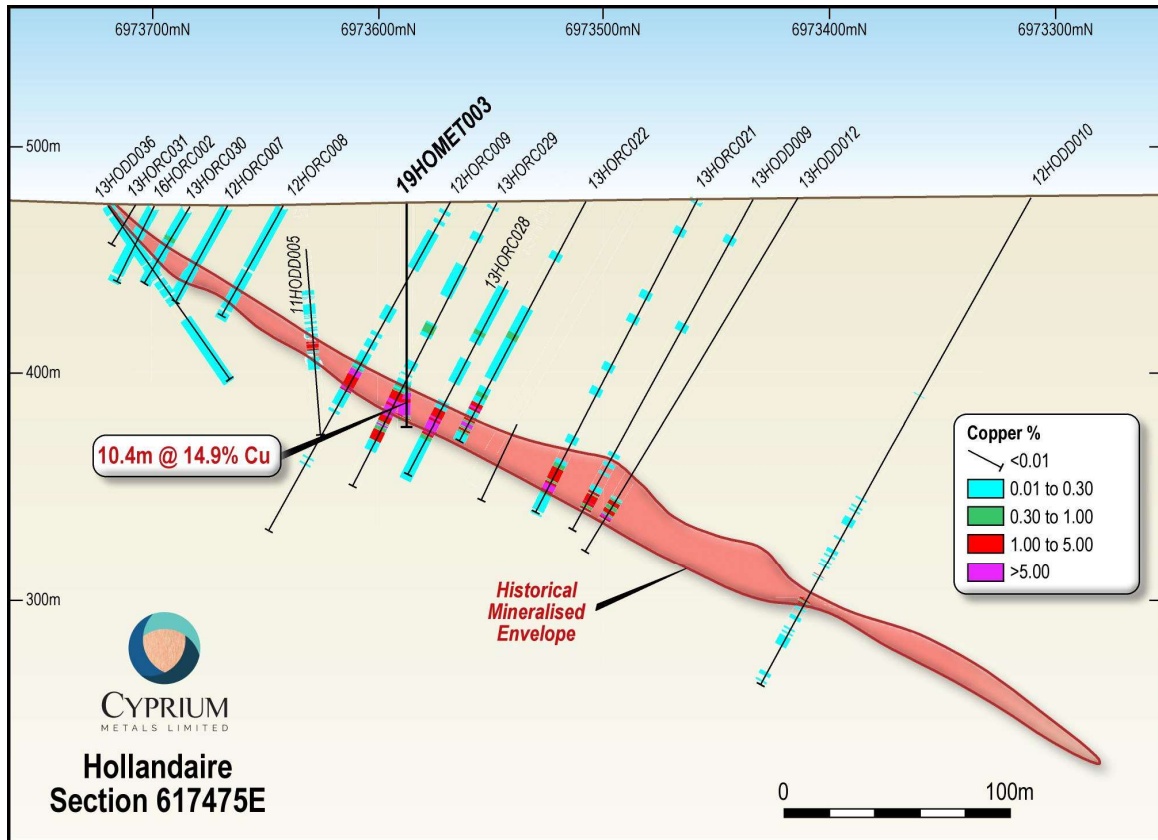 6973700mN
6973600mN
6973500mN
6973400mN
6973300mN
500m
400m
300m
13HODD036
13HORC031
16HORC002
13HORC030
12HORC007
12HORC008
11HODD005
19HOMET003
12HORC009
13HORC029
13HORC028
13HORC022
13HORC021
13HODD009
13HODD012
12HODD010
10.4m @ 14.9% Cu
Historical
Mineralised
Envelope
Copper %
<0.01
0.01 to 0.30
0.30 to 1.00
1.00 to 5.00
>5.00
CYPRIUM
METALS LIMITED
Hollandaire
Section 617475E
0
100m